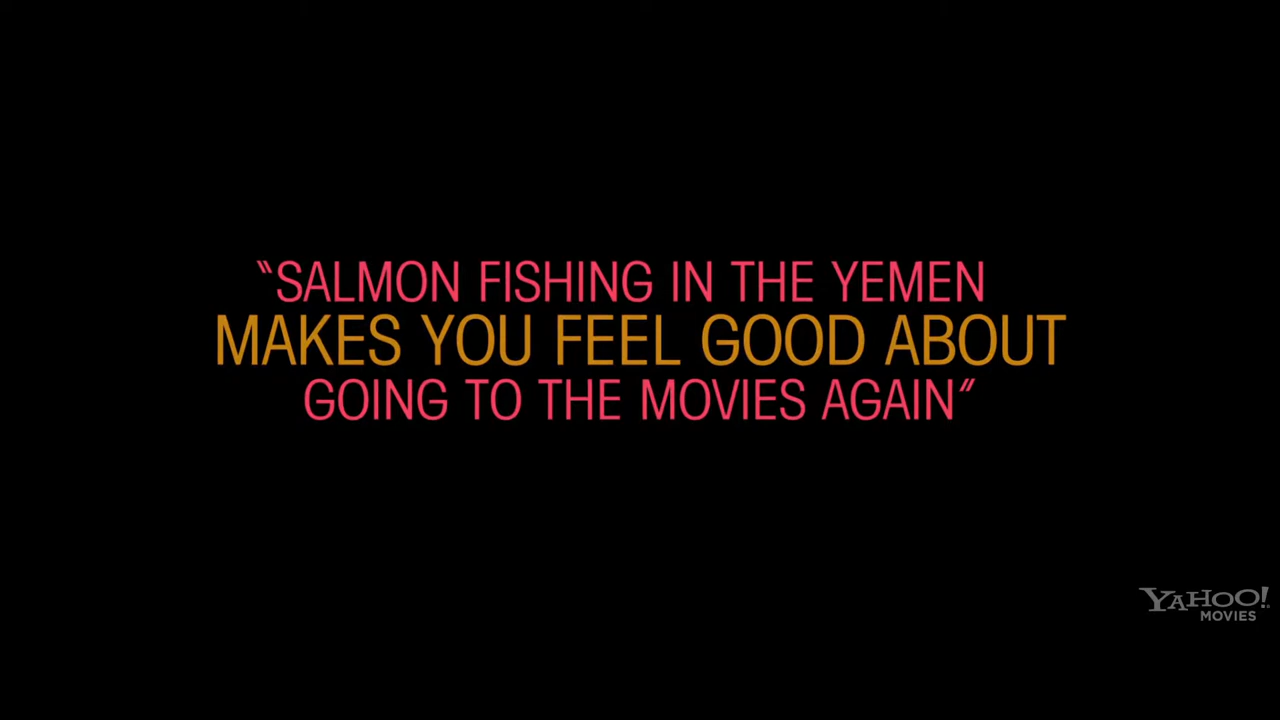 “SALMON FISHING IN THE YEMEN
MAKES YOU FEEL GOOD ABOUT
GOING TO THE MOVIES AGAIN”
YAHOO!
MOVIES